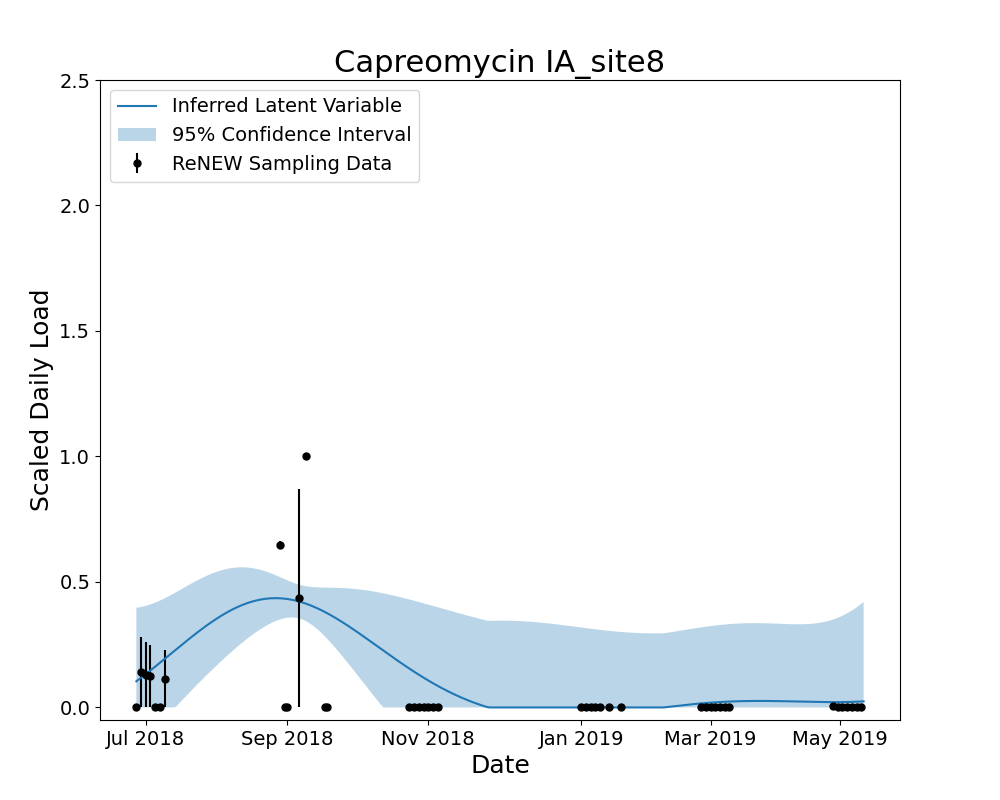 Capreomycin IA_site8
2.5
Inferred Latent Variable
95% Confidence Interval
ReNEW Sampling Data
2.0
1.5
1.0
0.5
0.0
Scaled Daily Load
Jul 2018 Sep 2018 Nov 2018 Jan 2019 Mar 2019 May 2019
Date